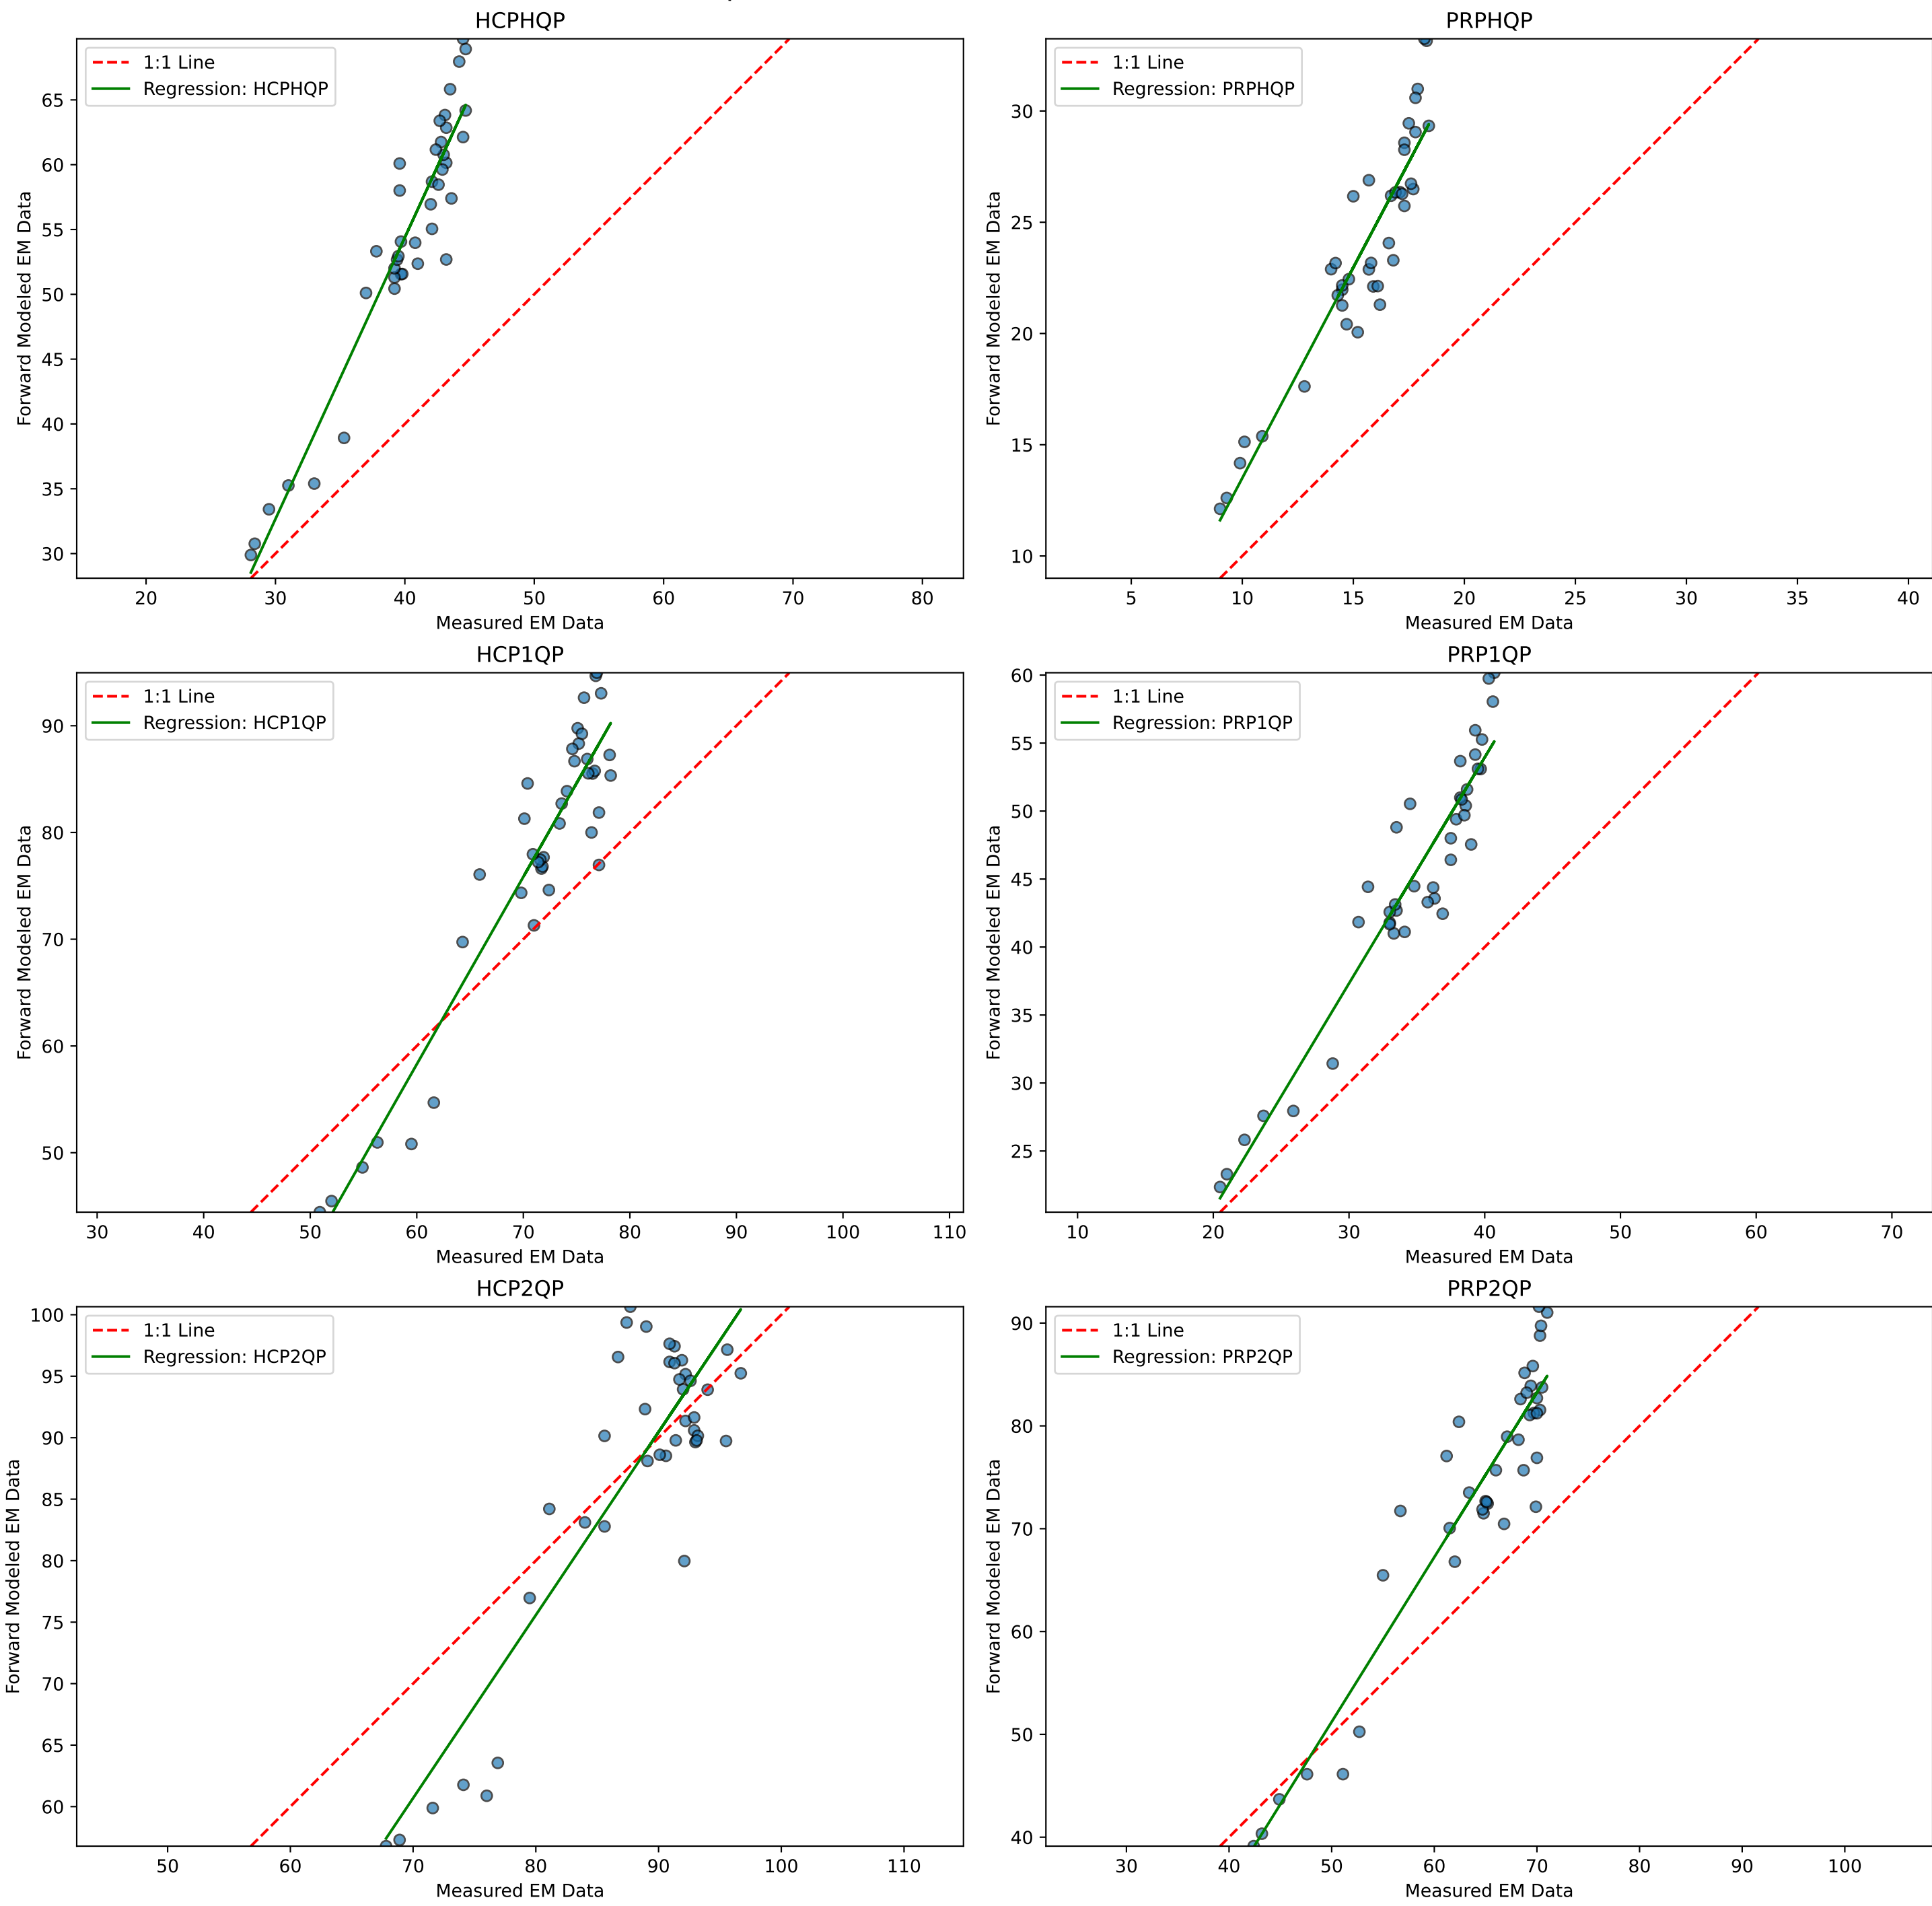 HCPHQP
1:1 Line
Regression: HCPHQP
65
60
55
50
45
40
35
30
Forward Modeled EM Data
20 30 40 50 60 70 80
Measured EM Data
PRPHQP
1:1 Line
Regression: PRPHQP
30
25
20
15
10
Forward Modeled EM Data
5 10 15 20 25 30 35 40
Measured EM Data
HCP1QP
1:1 Line
Regression: HCP1QP
90
80
70
60
50
Forward Modeled EM Data
30 40 50 60 70 80 90 100 110
Measured EM Data
PRP1QP
1:1 Line
Regression: PRP1QP
60
55
50
45
40
35
30
25
Forward Modeled EM Data
10 20 30 40 50 60 70
Measured EM Data
HCP2QP
1:1 Line
Regression: HCP2QP
100
95
90
85
80
75
70
65
60
Forward Modeled EM Data
50 60 70 80 90 100 110
Measured EM Data
PRP2QP
1:1 Line
Regression: PRP2QP
90
80
70
60
50
40
Forward Modeled EM Data
30 40 50 60 70 80 90 100
Measured EM Data